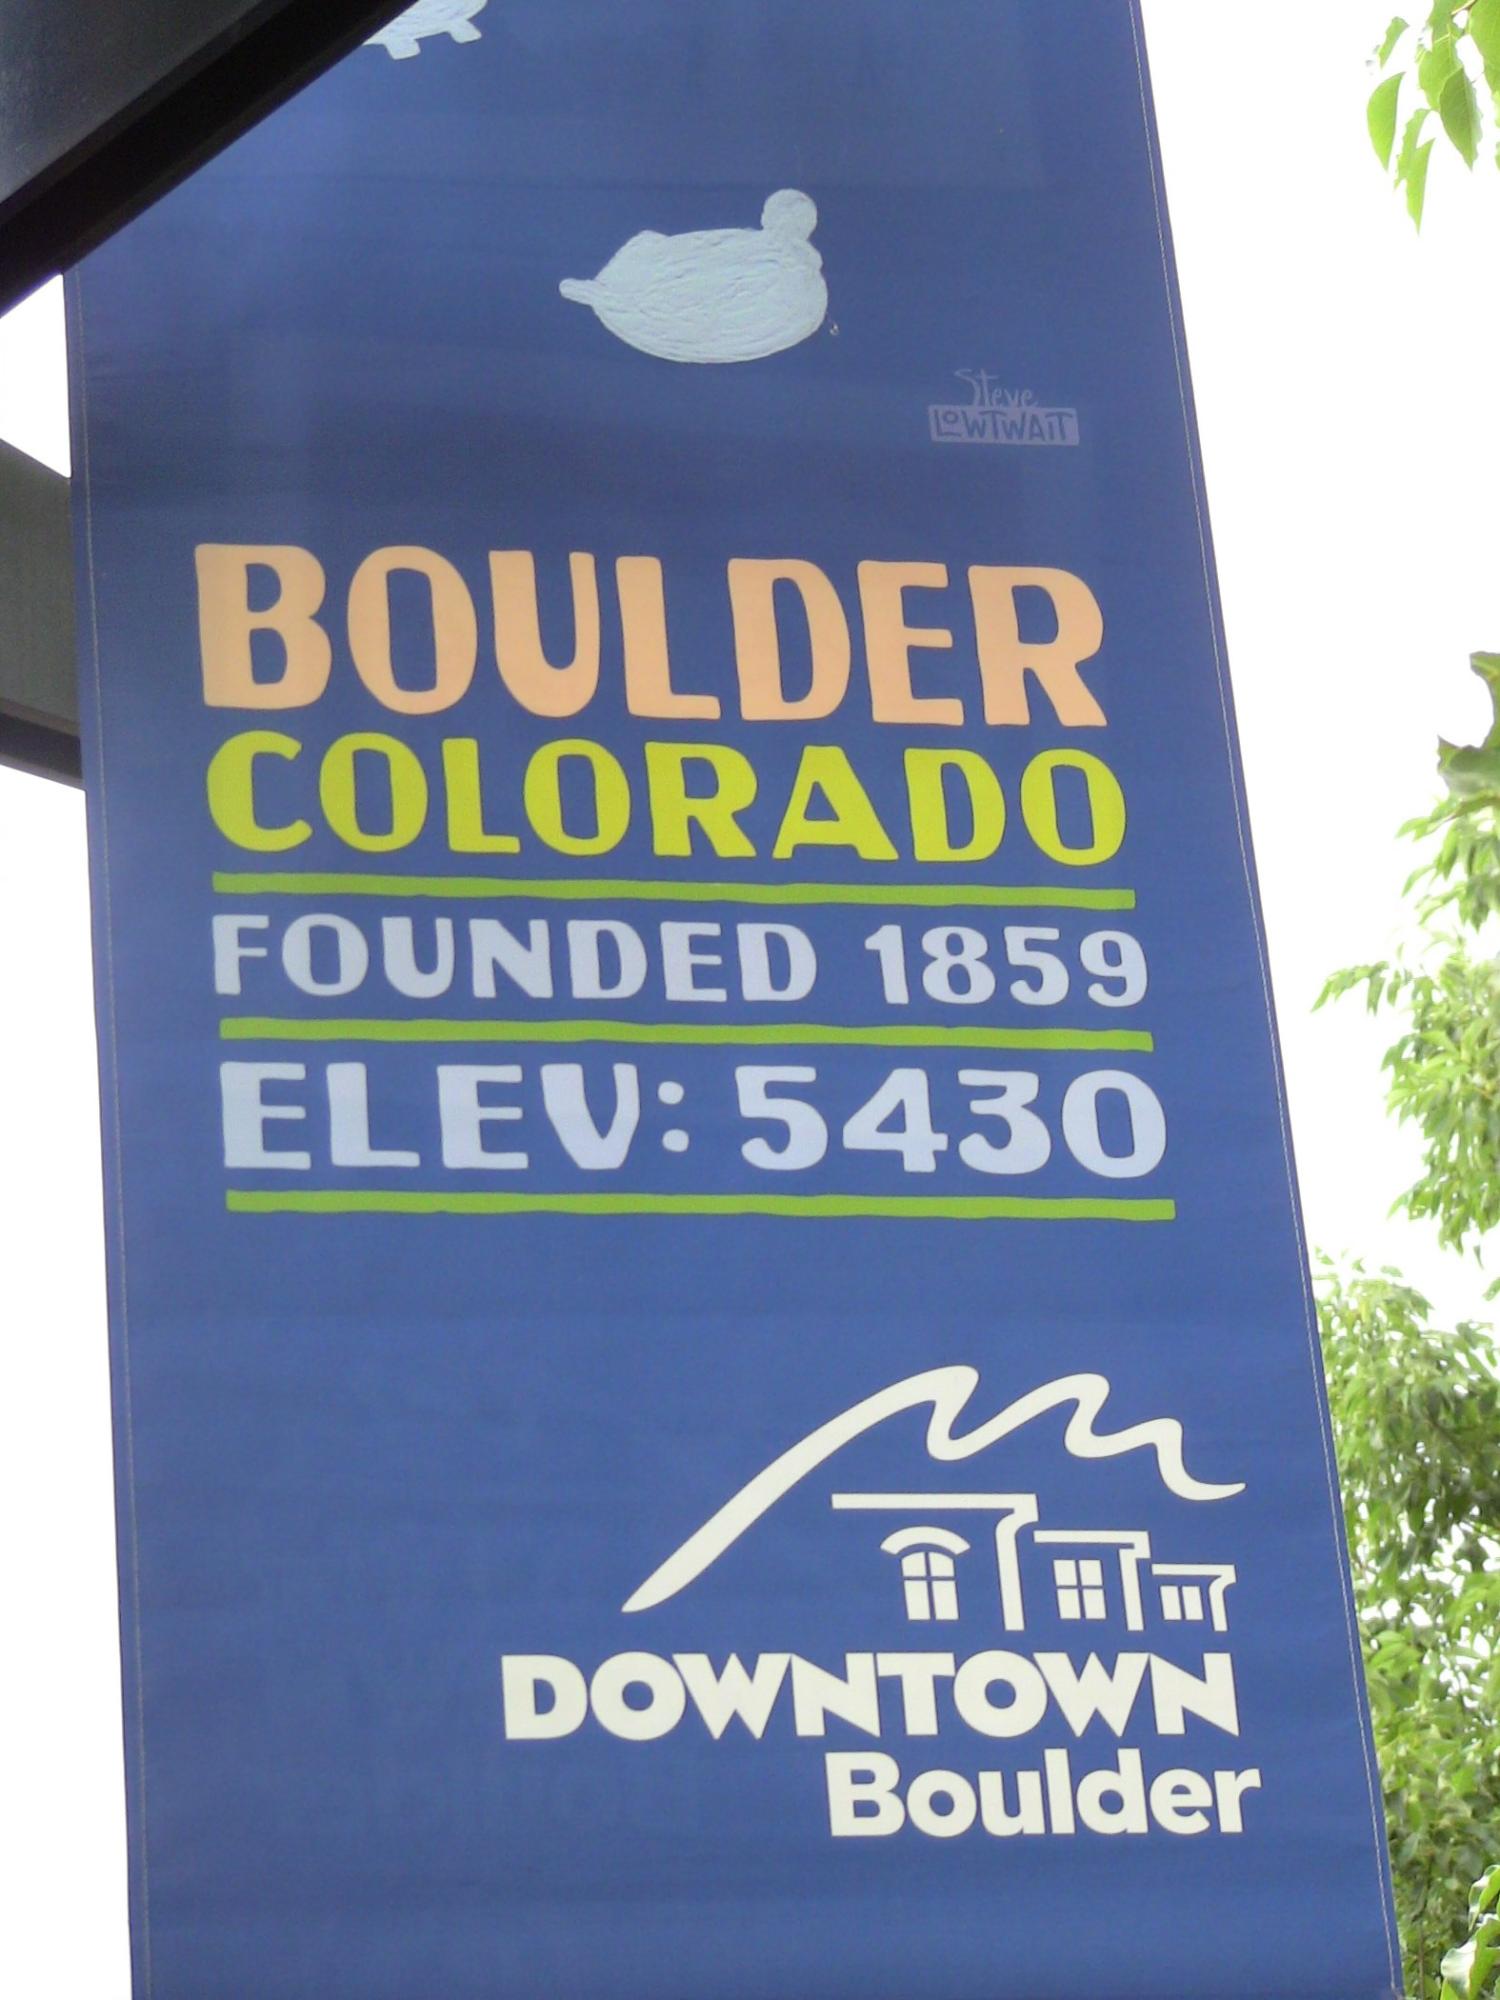 Steve
LOWTWAIT
BOULDER
COLORADO
FOUNDED 1859
ELEV: 5430
DOWNTOWN
Boulder